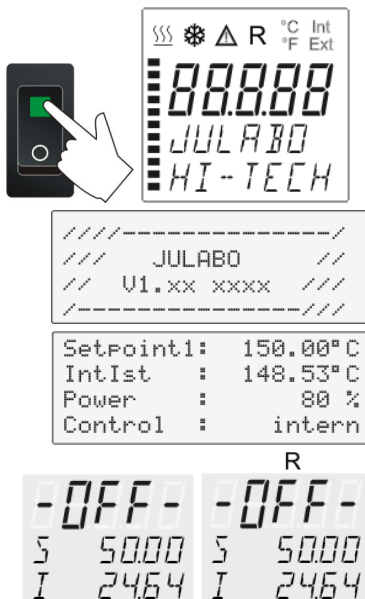 R °C Int
°F Ext
88.8.8.8
JULABO
HI-TECH
////---------------/
/// JULABO //
// V1.xx xxxx ///
/---------------///
Setpoint1: 150.00°C
IntIst : 148.53°C
Power : 80 %
Control : intern
R
-OFF- -OFF-
S 50.00 S 50.00
I 24.64 I 24.64